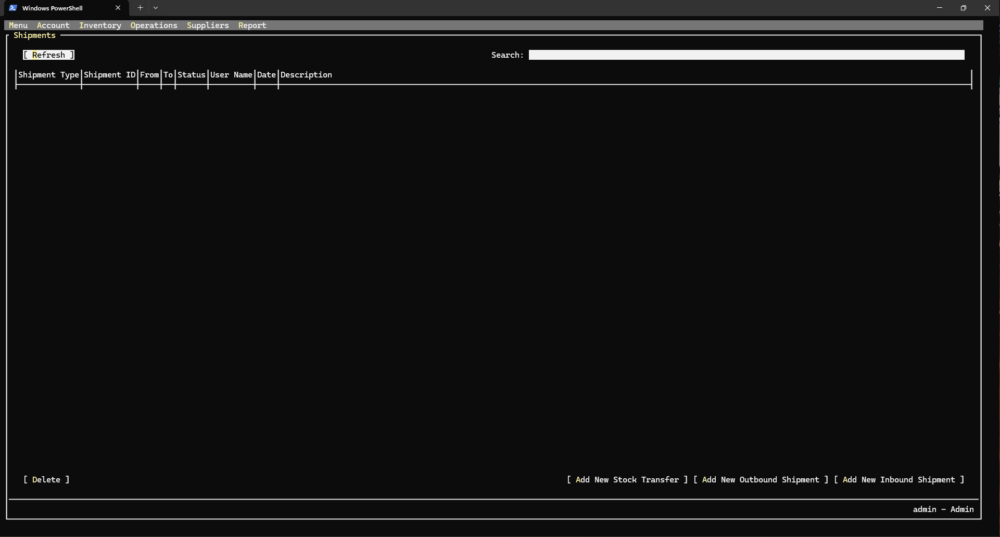 Windows PowerShell
Menu Account Inventory Operations Suppliers Report
Shipments
[ Refresh ] Search:
Shipment Type Shipment ID From To Status User Name Date Description
[ Delete ] [ Add New Stock Transfer ] [ Add New Outbound Shipment ] [ Add New Inbound Shipment ]
admin - Admin